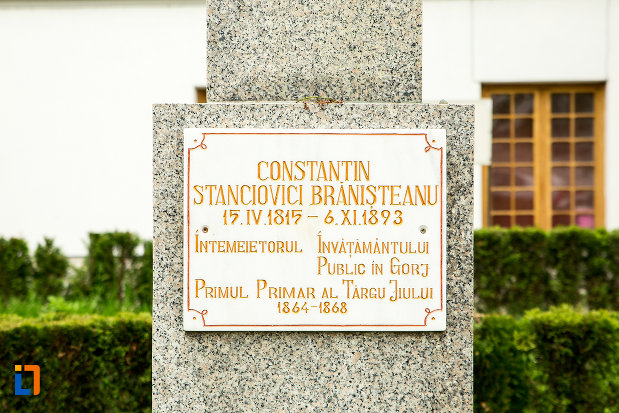 CONSTANTIN
STANCIOVICI BRĂNIȘTEANU
15.IV.1815 – 6.XI.1893
ÎNTEMEIETORUL ÎNVĂȚĂMÂNTULUI
PUBLIC ÎN GORJ
PRIMUL PRIMAR AL TÂRGU JIULUI
1864-1868